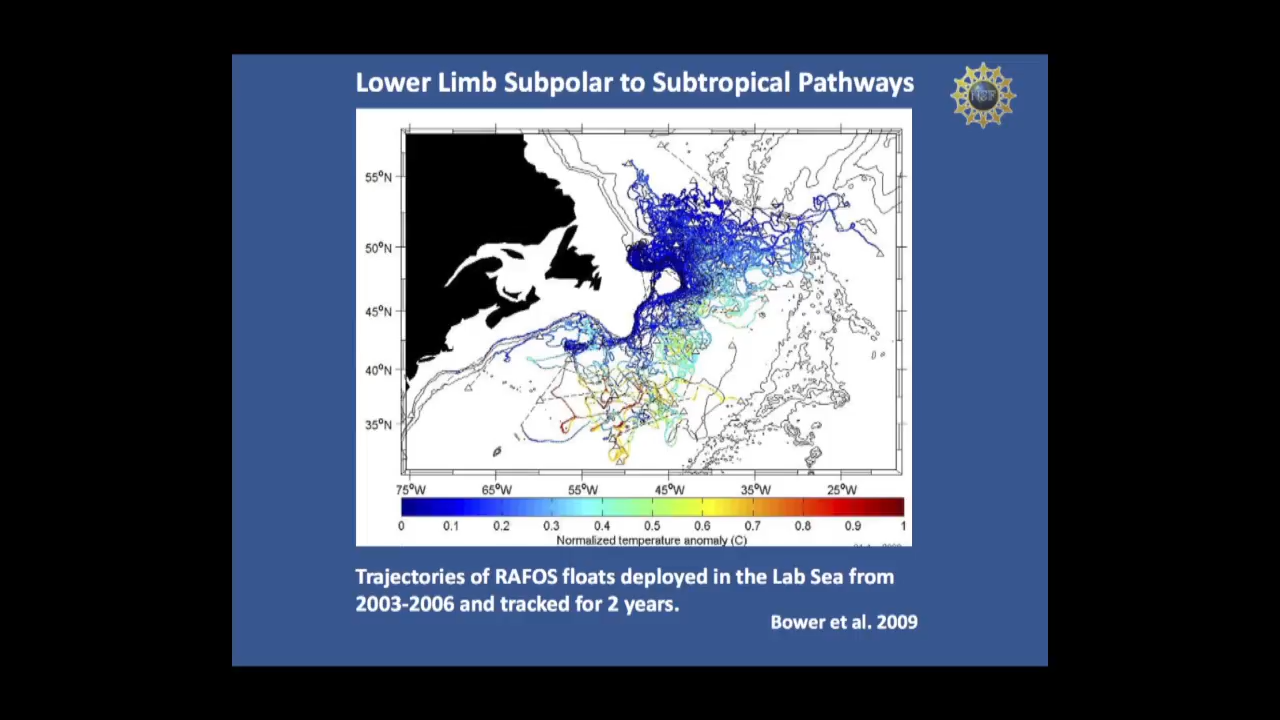 Lower Limb Subpolar to Subtropical Pathways
NSF
55°N
50°N
45°N
40°N
35°N
75°W 65°W 55°W 45°W 35°W 25°W
0 0.1 0.2 0.3 0.4 0.5 0.6 0.7 0.8 0.9 1
Normalized temperature anomaly (C)
Trajectories of RAFOS floats deployed in the Lab Sea from
2003-2006 and tracked for 2 years.
Bower et al. 2009